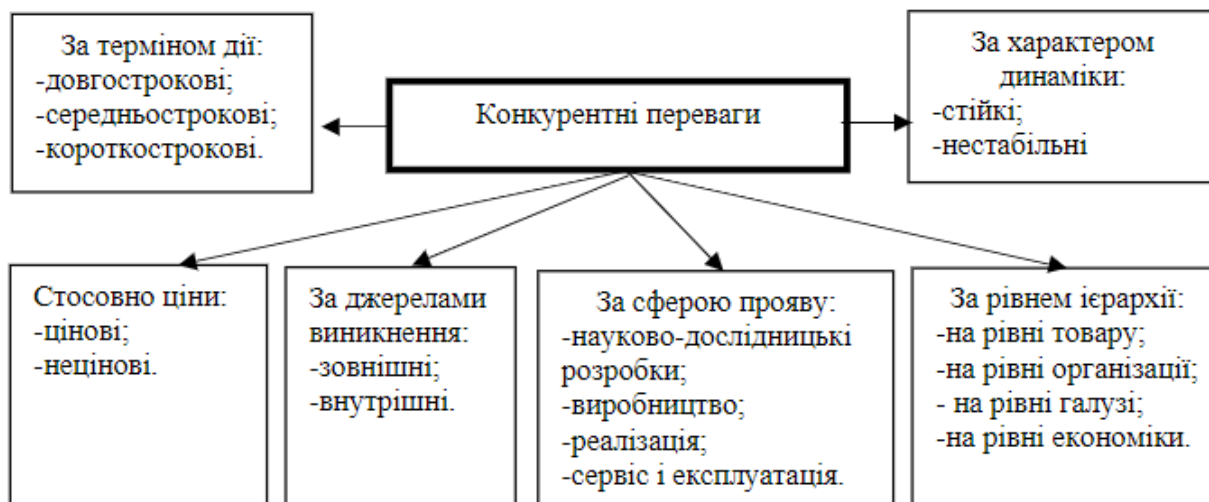 За терміном дії:
-довгострокові;
-середньострокові;
-короткострокові.
Конкурентні переваги
За характером
динаміки:
-стійкі;
-нестабільні
Стосовно ціни:
-цінові;
-нецінові.
За джерелами
виникнення:
-зовнішні;
-внутрішні.
За сферою прояву:
-науково-дослідницькі
розробки;
-виробництво;
-реалізація;
-сервіс і експлуатація.
За рівнем ієрархії:
-на рівні товару;
-на рівні організації;
- на рівні галузі;
-на рівні економіки.